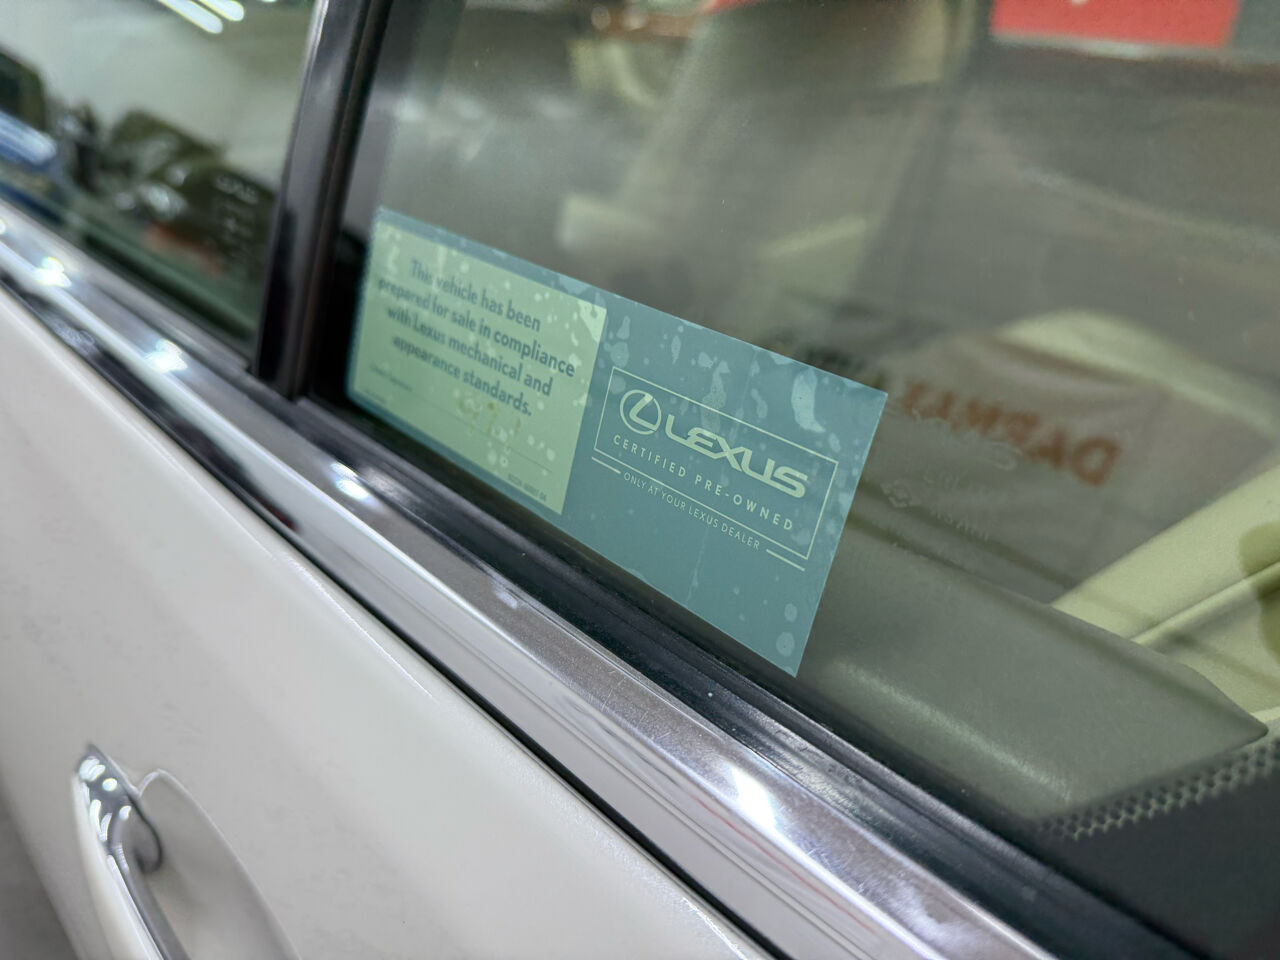 This vehicle has been
prepared for sale in compliance
with Lexus mechanical and
appearance standards.
LEXUS
CERTIFIED PRE-OWNED
ONLY AT YOUR LEXUS DEALER